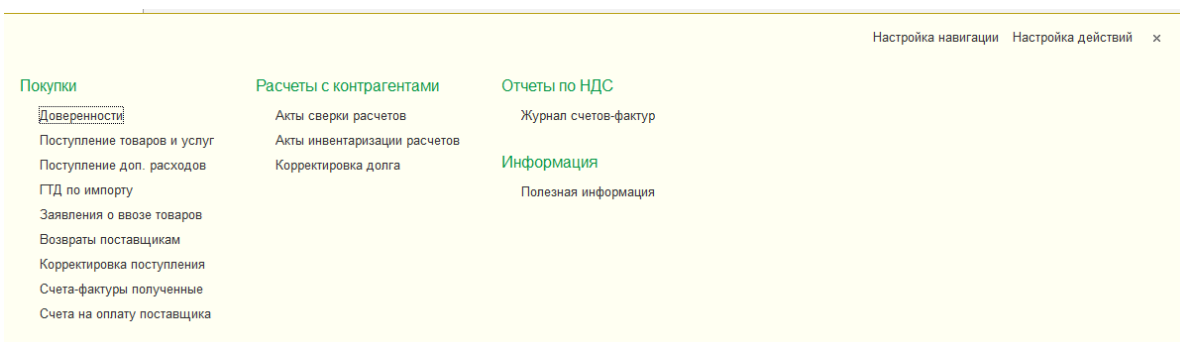 Настройка навигации Настройка действий ×
Покупки
Доверенности
Поступление товаров и услуг
Поступление доп. расходов
ГТД по импорту
Заявления о ввозе товаров
Возвраты поставщикам
Корректировка поступления
Счета-фактуры полученные
Счета на оплату поставщика
Расчеты с контрагентами
Акты сверки расчетов
Акты инвентаризации расчетов
Корректировка долга
Отчеты по НДС
Журнал счетов-фактур
Информация
Полезная информация